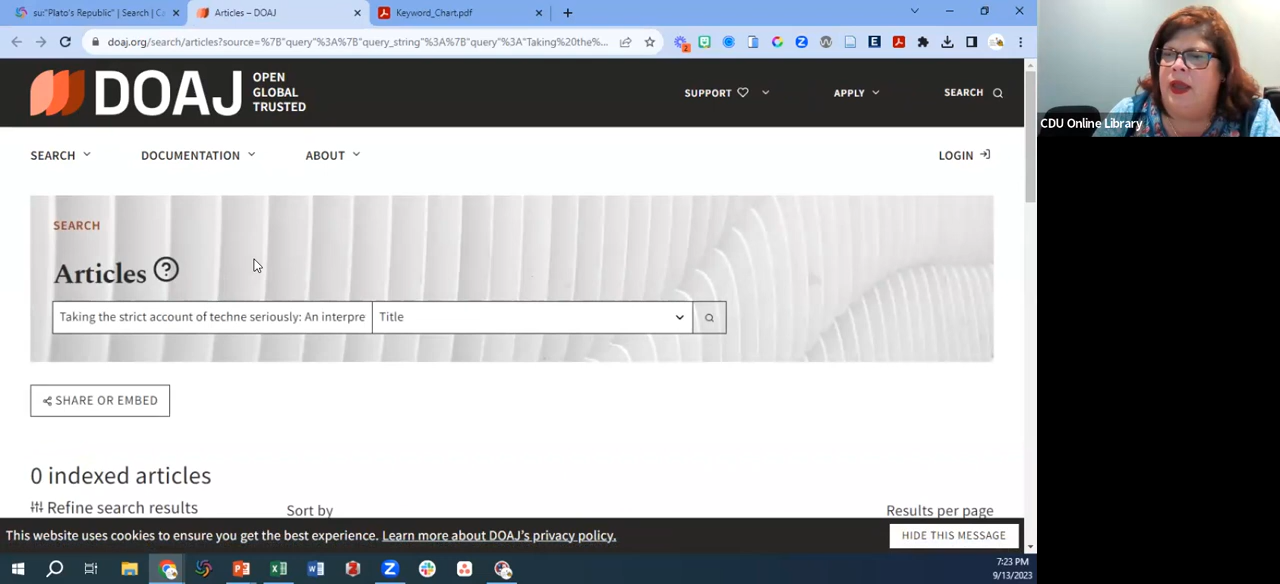 su:"Plato's Republic" | Search | C
Articles – DOAJ
Keyword_Chart.pdf
doaj.org/search/articles?source=%7B"query"%3A%7B"query_string"%3A%7B"query"%3A"Taking%20the%...
DOAJ
OPEN
GLOBAL
TRUSTED
SUPPORT
APPLY
SEARCH
SEARCH
DOCUMENTATION
ABOUT
LOGIN
SEARCH
Articles ?
Taking the strict account of techne seriously: An interpre
Title
SHARE OR EMBED
0 indexed articles
Refine search results
Sort by
Results per page
This website uses cookies to ensure you get the best experience. Learn more about DOAJ's privacy policy.
HIDE THIS MESSAGE
7:23 PM
9/13/2023
CDU Online Library